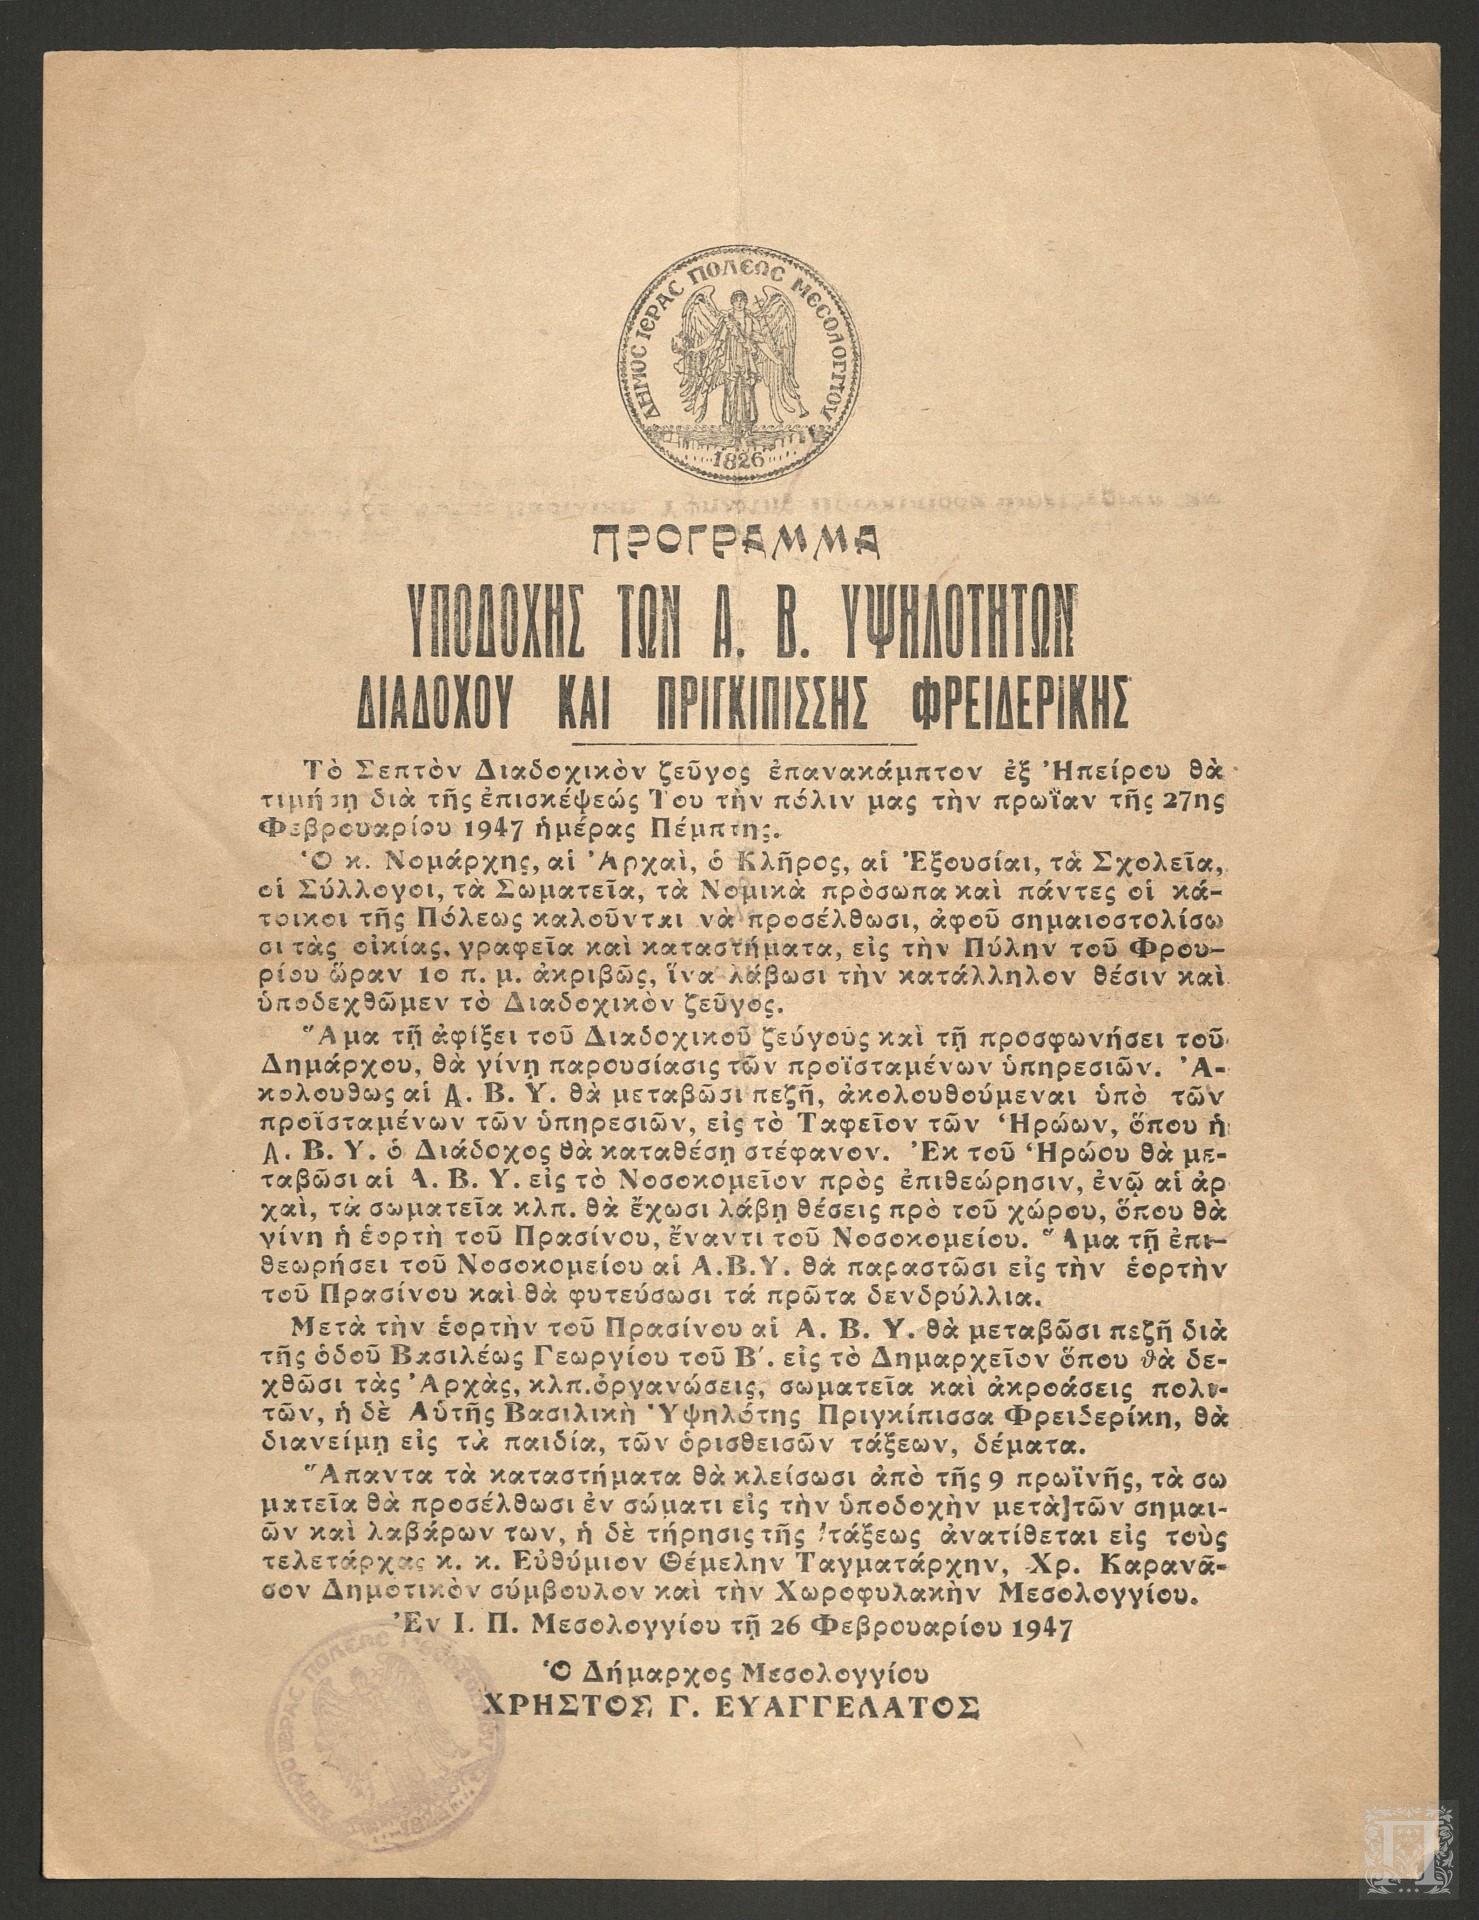 ΔΗΜΟΣ ΙΕΡΑΣ ΠΟΛΕΩΣ ΜΕΣΟΛΟΓΓΙΟΥ
1826
ΠΡΟΓΡΑΜΜΑ
ΥΠΟΔΟΧΗΣ ΤΩΝ Α. Β. ΥΨΗΛΟΤΗΤΩΝ
ΔΙΑΔΟΧΟΥ ΚΑΙ ΠΡΙΓΚΙΠΙΣΣΗΣ ΦΡΕΙΔΕΡΙΚΗΣ
Τὸ Σεπτὸν Διαδοχικὸν ζεῦγος ἐπανακάμπτον ἐξ Ἠπείρου θὰ
τιμήσῃ διὰ τῆς ἐπισκέψεώς Του τὴν πόλιν μας τὴν πρωΐαν τῆς 27ης
Φεβρουαρίου 1947 ἡμέρας Πέμπτης.
Ὁ κ. Νομάρχης, αἱ Ἀρχαὶ, ὁ Κλῆρος, αἱ Ἐξουσίαι, τὰ Σχολεῖα,
οἱ Σύλλογοι, τὰ Σωματεῖα, τὰ Νομικὰ πρὸσωπα καὶ πάντες οἱ κά-
τοικοι τῆς Πόλεως καλοῦνται νὰ προσέλθωσι, ἀφοῦ σημαιοστολίσω
σι τὰς οἰκίας, γραφεῖα καὶ καταστήματα, εἰς τὴν Πύλην τοῦ Φρου-
ρίου ὥραν 10 π. μ. ἀκριβῶς, ἵνα λάβωσι τὴν κατάλληλον θέσιν καὶ
ὑποδεχθῶμεν τὸ Διαδοχικὸν ζεῦγος.
Ἅμα τῇ ἀφίξει τοῦ Διαδοχικοῦ ζεύγοὺς καὶ τῇ προσφωνήσει τοῦ
Δημάρχου, θὰ γίνῃ παρουσίασις τῶν προϊσταμένων ὑπηρεσιῶν. Ἀ-
κολουθως αἱ Α. Β. Υ. θὰ μεταβῶσι πεζῇ, ἀκολουθούμεναι ὑπὸ τῶν
προϊσταμένων τῶν ὑπηρεσιῶν, εἰς τὸ Ταφεῖον τῶν Ἡρώων, ὅπου ἡ
Α. Β. Υ. ὁ Διάδοχος θὰ καταθέσῃ στέφανον. Ἐκ τοῦ Ἡρώου θὰ με-
ταβῶσι αἱ Α. Β. Υ. εἰς τὸ Νοσοκομεῖον πρὸς ἐπιθεώρησιν, ἐνῷ αἱ ἀρ
χαὶ, τὰ σωματεῖα κλπ. θὰ ἔχωσι λάβῃ θέσεις πρὸ τοῦ χώρου, ὅπου θὰ
γίνῃ ἡ ἑορτὴ τοῦ Πρασίνου, ἔναντι τοῦ Νοσοκομείου. Ἅμα τῇ ἐπι-
θεωρήσει τοῦ Νοσοκομείου αἱ Α.Β.Υ. θὰ παραστῶσι εἰς τὴν ἑορτὴν
τοῦ Πρασίνου καὶ θὰ φυτεύσωσι τά πρῶτα δενδρύλλια.
Μετὰ τὴν ἑορτὴν τοῦ Πρασίνου αἱ Α. Β. Υ. θὰ μεταβῶσι πεζῇ διὰ
τῆς ὁδοῦ Βασιλέως Γεωργίου τοῦ Β΄. εἰς τὸ Δημαρχεῖον ὅπου θὰ δε-
χθῶσι τὰς Ἀρχὰς, κλπ. ὀργανώσεις, σωματεῖα καὶ ἀκροάσεις πολι-
τῶν, ἡ δὲ Αὐτῆς Βασιλικὴ Ὑψηλότης Πριγκίπισσα Φρειδερίκη, θὰ
διανείμῃ εἰς τὰ παιδία, τῶν ὁρισθεισῶν τάξεων, δέματα.
Ἅπαντα τὰ καταστήματα θὰ κλείσωσι ἀπὸ τῆς 9 πρωϊνῆς, τὰ σω
ματεῖα θὰ προσέλθωσι ἐν σώματι εἰς τὴν ὑποδοχὴν μετὰ]τῶν σημαι-
ῶν καὶ λαβάρων των, ἡ δὲ τήρησις τῆς τάξεως ἀνατίθεται εἰς τοὺς
τελετάρχας κ. κ. Εὐθύμιον Θέμελην Ταγματάρχην, Χρ. Καρανᾶ-
σον Δημοτικὸν σύμβουλον καὶ τὴν Χωροφυλακὴν Μεσολογγίου.
Ἐν Ι. Π. Μεσολογγίου τῇ 26 Φεβρουαρίου 1947
Ὁ Δήμαρχος Μεσολογγίου
ΧΡΗΣΤΟΣ Γ. ΕΥΑΓΓΕΛΑΤΟΣ
ΙΕΡΑΣ ΠΟΛΕΩΣ